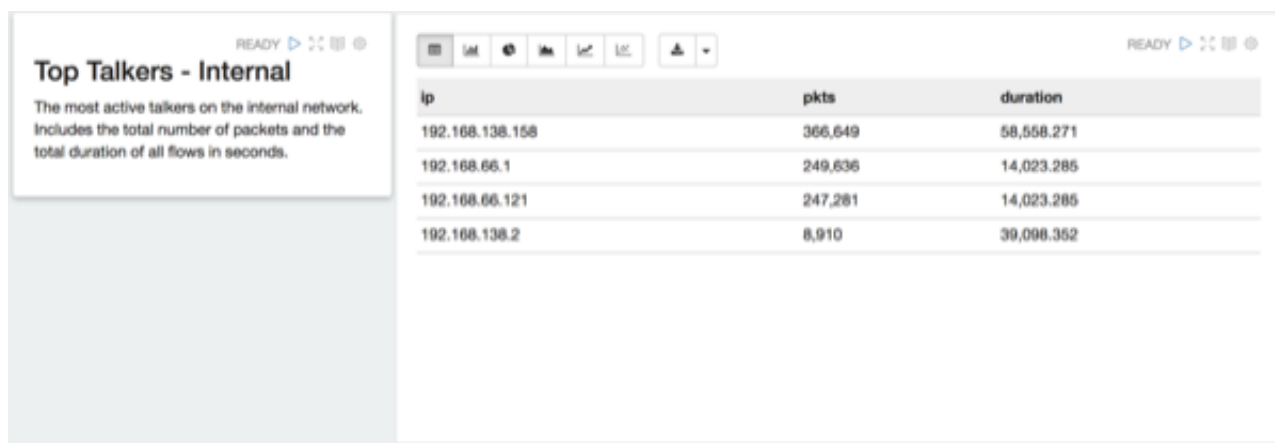 READY
Top Talkers - Internal
The most active talkers on the internal network.
Includes the total number of packets and the
total duration of all flows in seconds.
READY
ip pkts duration
192.168.138.158 366,649 58,558.271
192.168.66.1 249,636 14,023.285
192.168.66.121 247,281 14,023.285
192.168.138.2 8,910 39,098.352